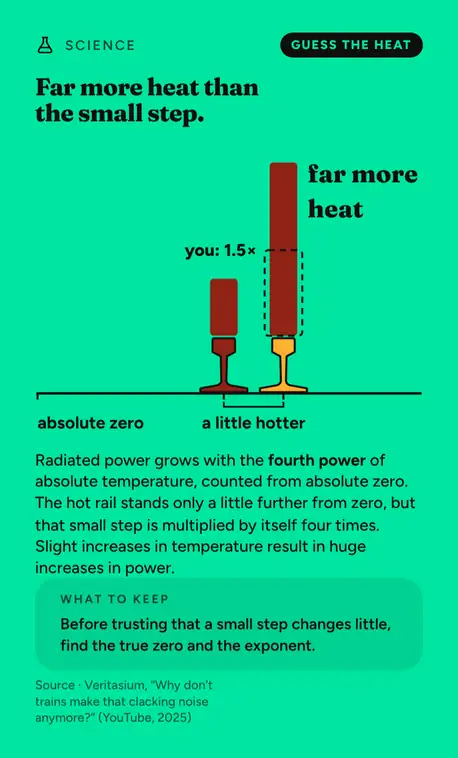 SCIENCE
GUESS THE HEAT
Far more heat than
the small step.
far more
heat
you: 1.5×
absolute zero
a little hotter
Radiated power grows with the fourth power of
absolute temperature, counted from absolute zero.
The hot rail stands only a little further from zero, but
that small step is multiplied by itself four times.
Slight increases in temperature result in huge
increases in power.
WHAT TO KEEP
Before trusting that a small step changes little,
find the true zero and the exponent.
Source · Veritasium, "Why don't
trains make that clacking noise
anymore?" (YouTube, 2025)